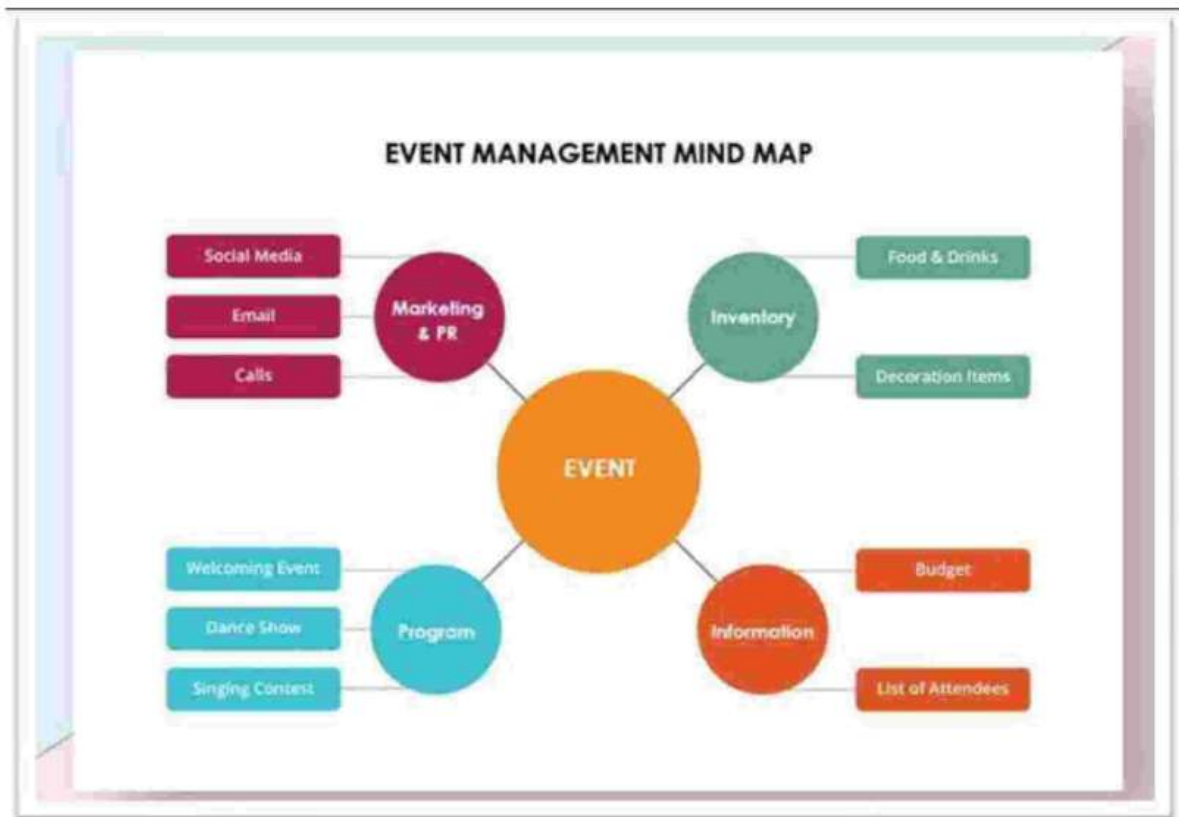 EVENT MANAGEMENT MIND MAP
Social Media
Email
Calls
Marketing
& PR
Inventory
Food & Drinks
Decoration Items
EVENT
Welcoming Event
Dance Show
Singing Contest
Program
Information
Budget
List of Attendees